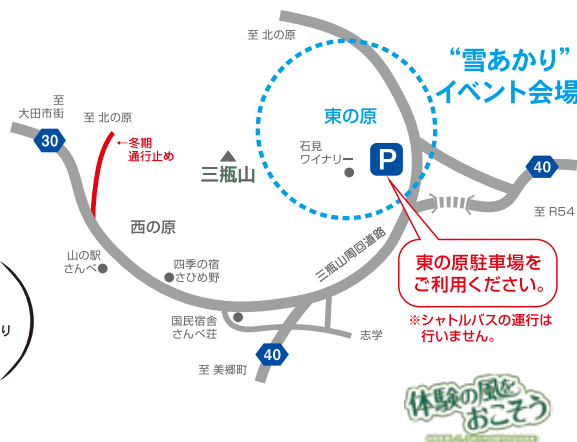 至 北の原
“雪あかり”
イベント会場
東の原
至
大田市街
至 北の原
30
←冬期
通行止め
石見
ワイナリー
P
40
三瓶山
至 R54
西の原
三瓶山周回道路
山の駅
さんべ
四季の宿
さひめ野
東の原駐車場を
ご利用ください。
国民宿舎
さんべ荘
志学
※シャトルバスの運行は
行いません。
り
40
至 美郷町
体験の風を
おこそう